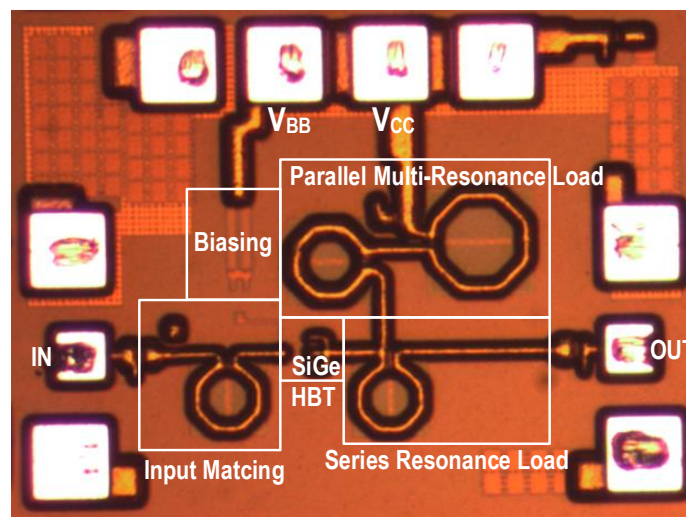 VBB
VCC
Parallel Multi-Resonance Load
Biasing
IN
SiGe
HBT
OUT
Input Matcing
Series Resonance Load